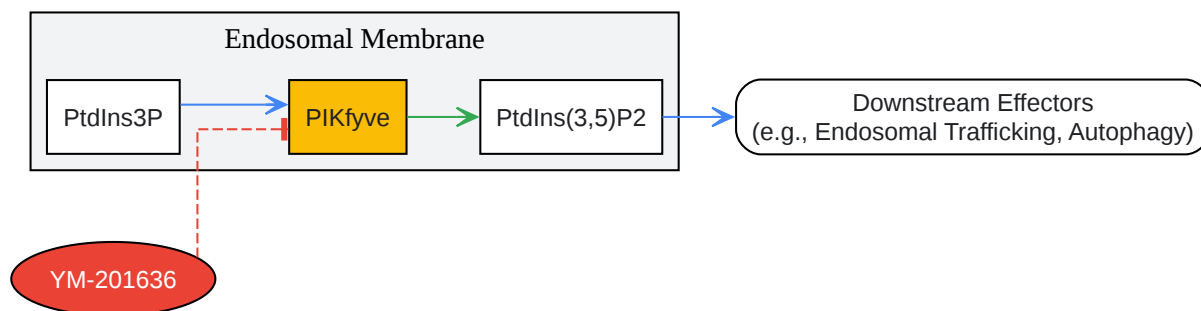 Endosomal Membrane
PtdIns3P
PIKfyve
PtdIns(3,5)P2
Downstream Effectors
(e.g., Endosomal Trafficking, Autophagy)
YM-201636